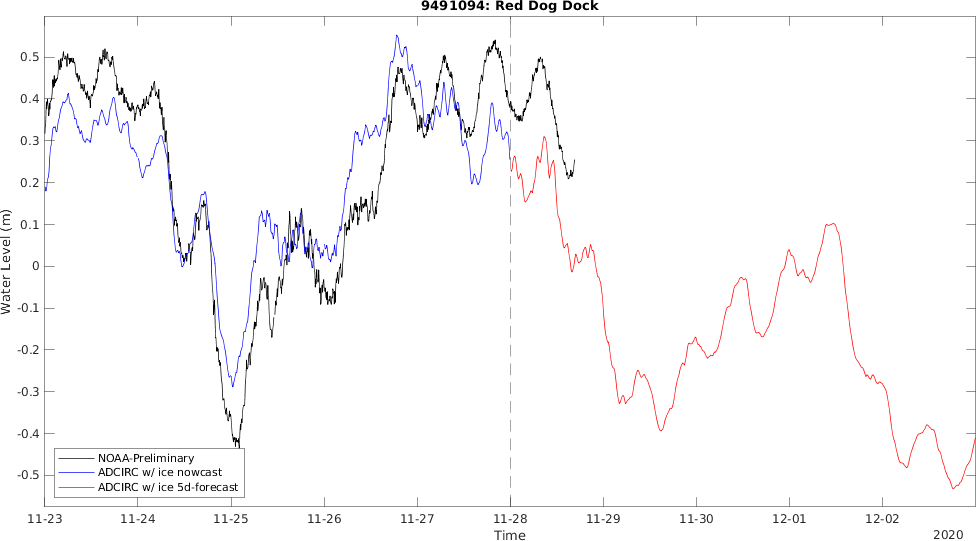 9491094: Red Dog Dock
Water Level (m)
0.5
0.4
0.3
0.2
0.1
0
-0.1
-0.2
-0.3
-0.4
-0.5
NOAA-Preliminary
ADCIRC w/ ice nowcast
ADCIRC w/ ice 5d-forecast
11-23 11-24 11-25 11-26 11-27 11-28 11-29 11-30 12-01 12-02
Time
2020